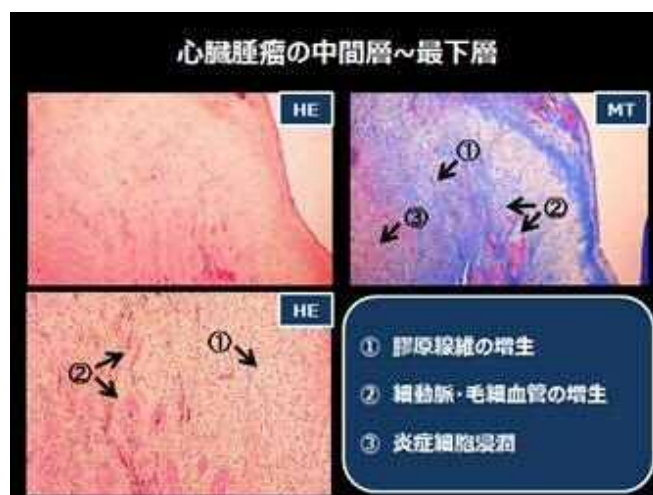 心臓腫瘤の中間層~最下層
HE
MT
①
③
②
HE
①
②
① 膠原線維の増生
② 細動脈・毛細血管の増生
③ 炎症細胞浸潤